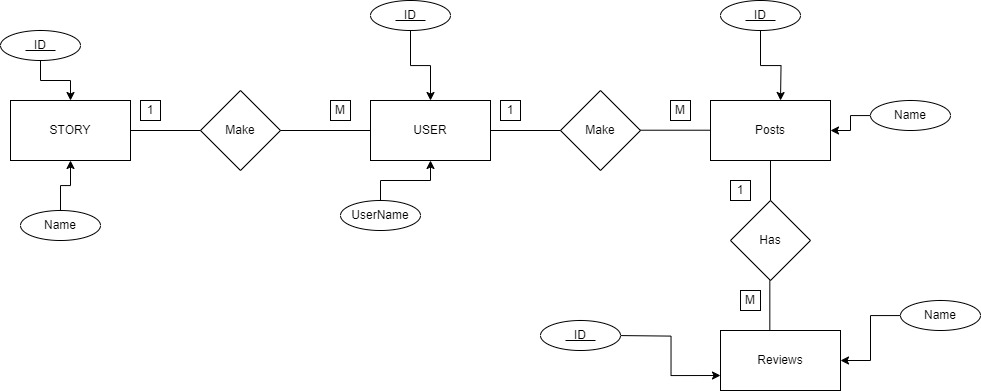 ID
ID
ID
STORY
1
Make
M
USER
1
Make
M
Posts
Name
Name
UserName
1
Has
M
Name
ID
Reviews